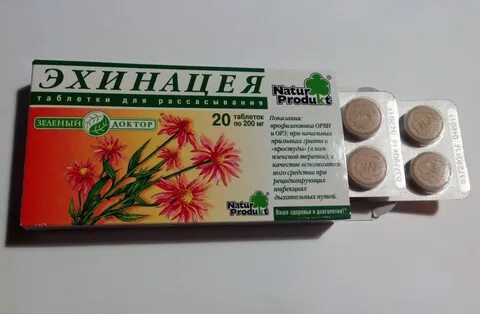 ЭХИНАЦЕЯ
таблетки для рассасывания
ЗЕЛЕНЫЙ ДОКТОР
20 таблеток
по 200 мг
Natur
Produkt
Показания:
профилактика ОРВИ
и ОРЗ; при начальных
признаках гриппа и
«простуды» (в ком-
плексной терапии); в
качестве вспомогатель-
ного средства при
рецидивирующих
инфекциях
дыхательных путей.
Natur
Produkt
Ваше здоровье и долголетие!